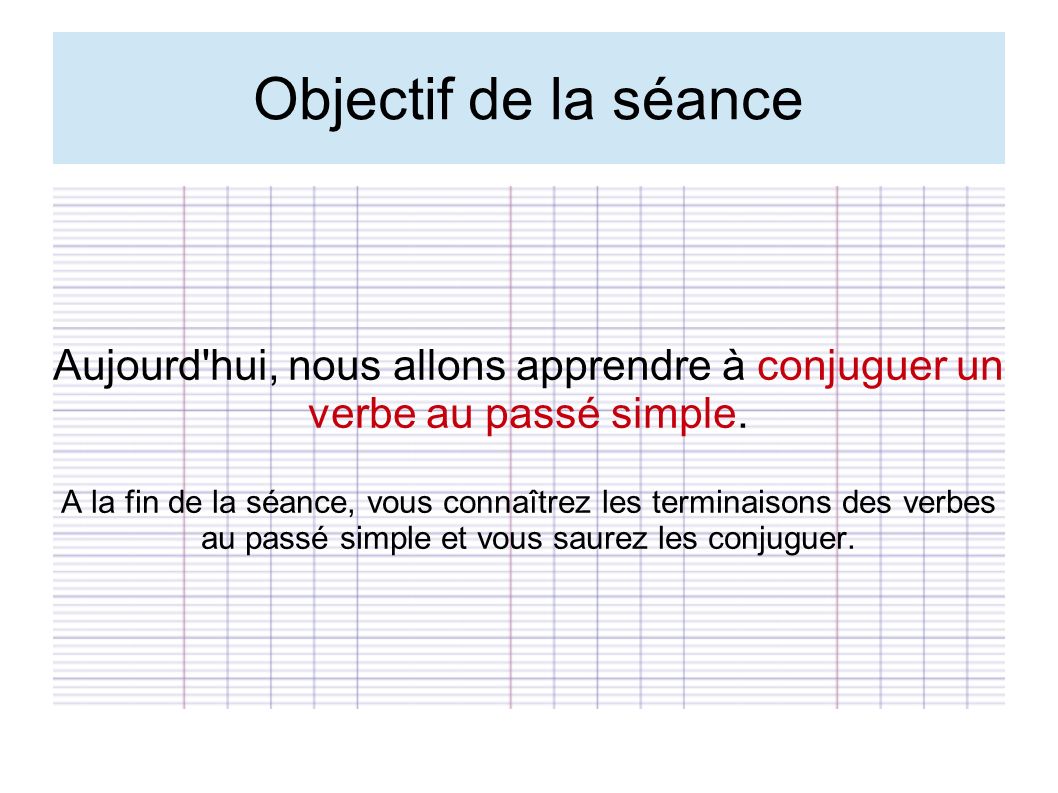 Objectif de la séance
Aujourd'hui, nous allons apprendre à conjuguer un
verbe au passé simple.
A la fin de la séance, vous connaîtrez les terminaisons des verbes
au passé simple et vous saurez les conjuguer.